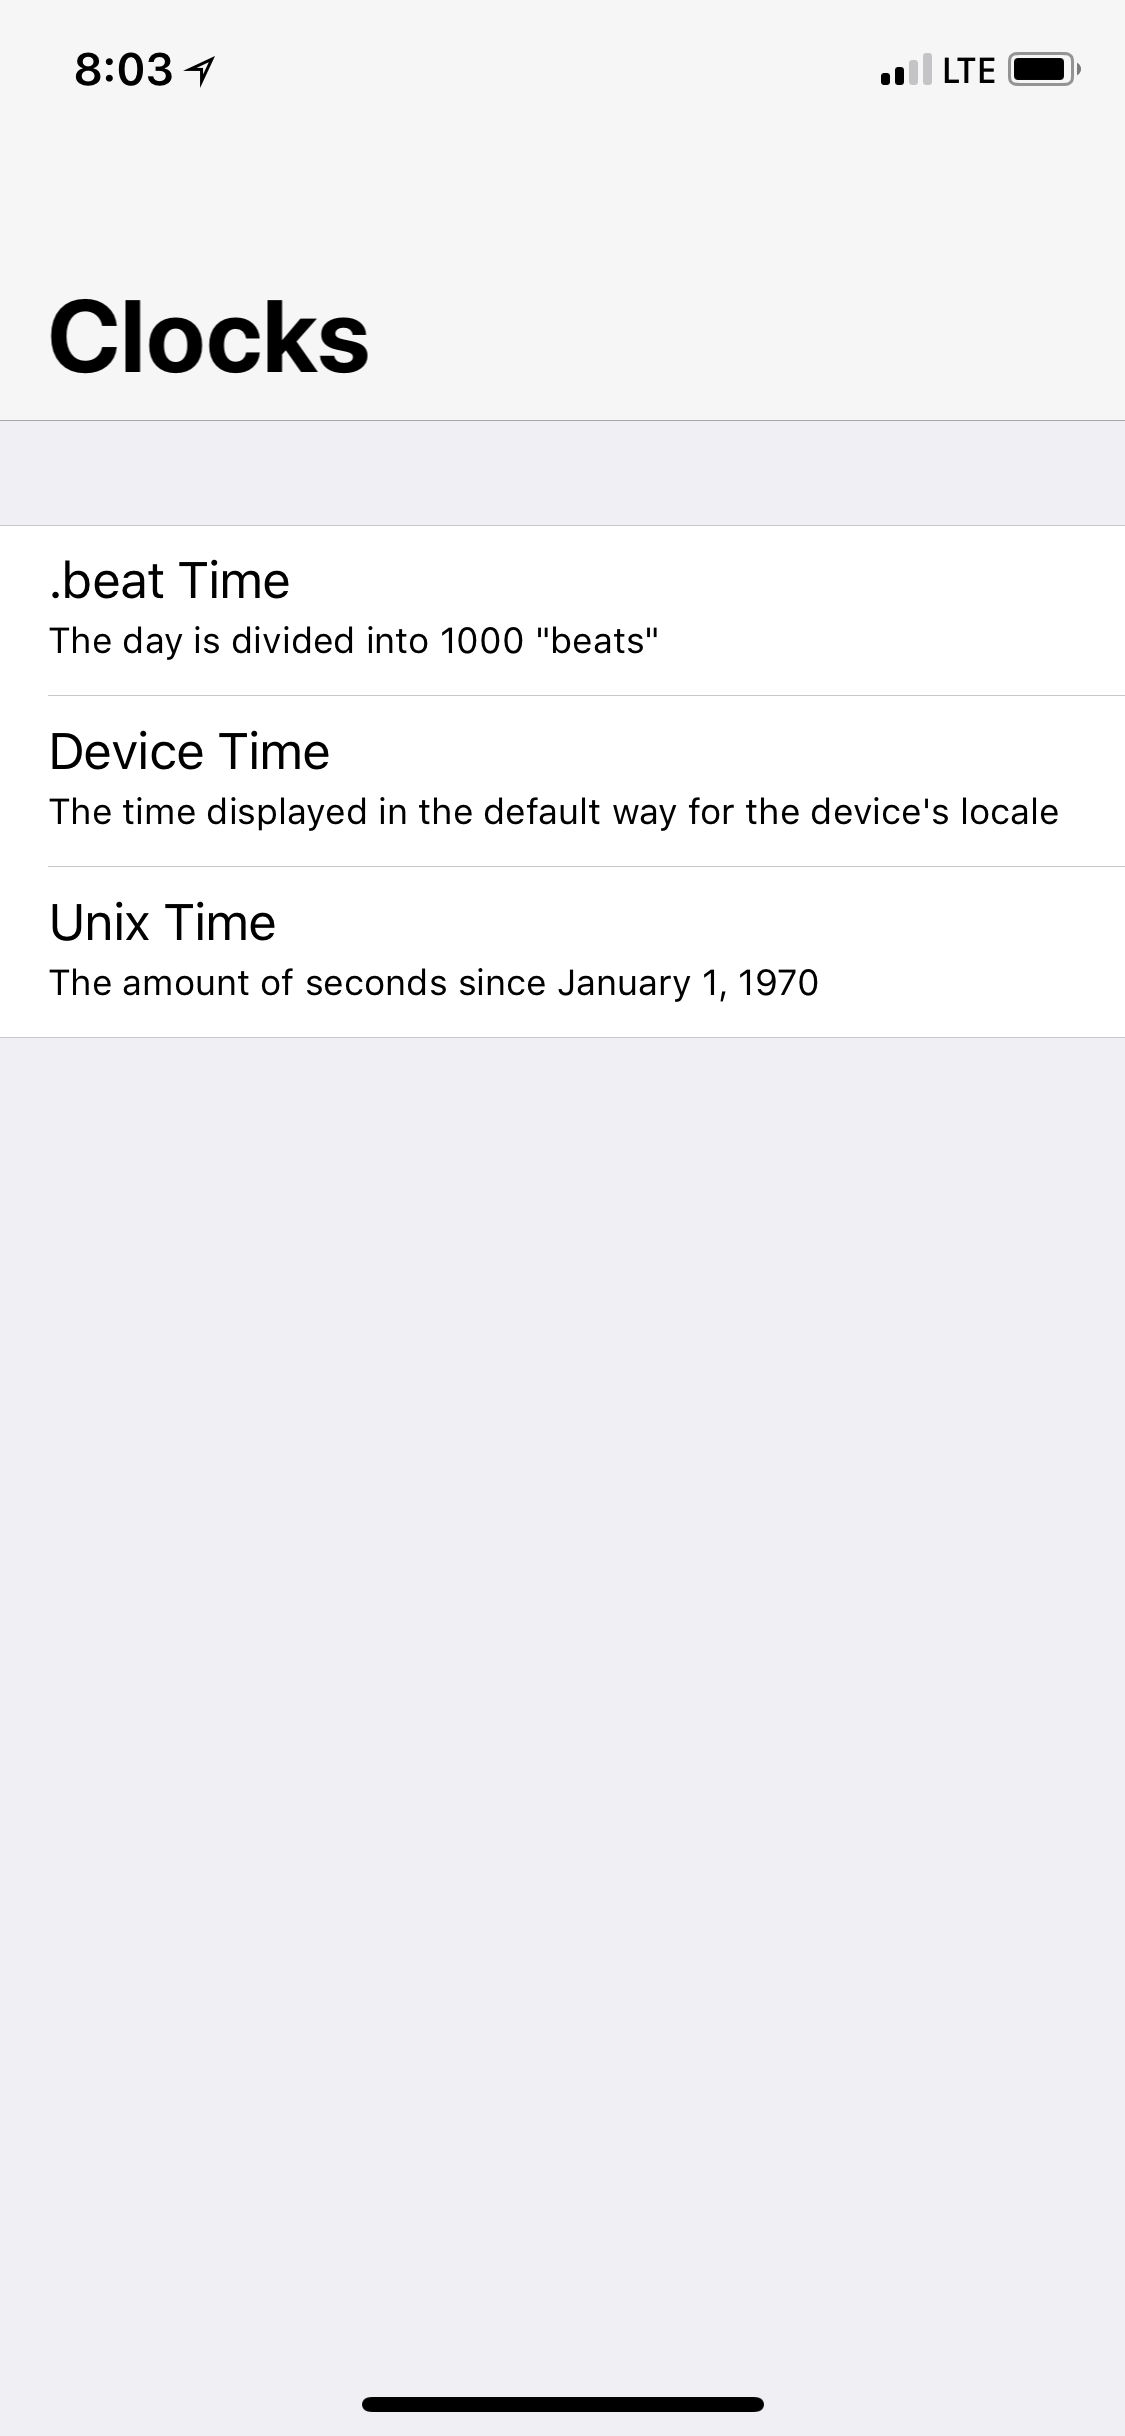 8:03 LTE
Clocks
.beat Time
The day is divided into 1000 "beats"
Device Time
The time displayed in the default way for the device's locale
Unix Time
The amount of seconds since January 1, 1970